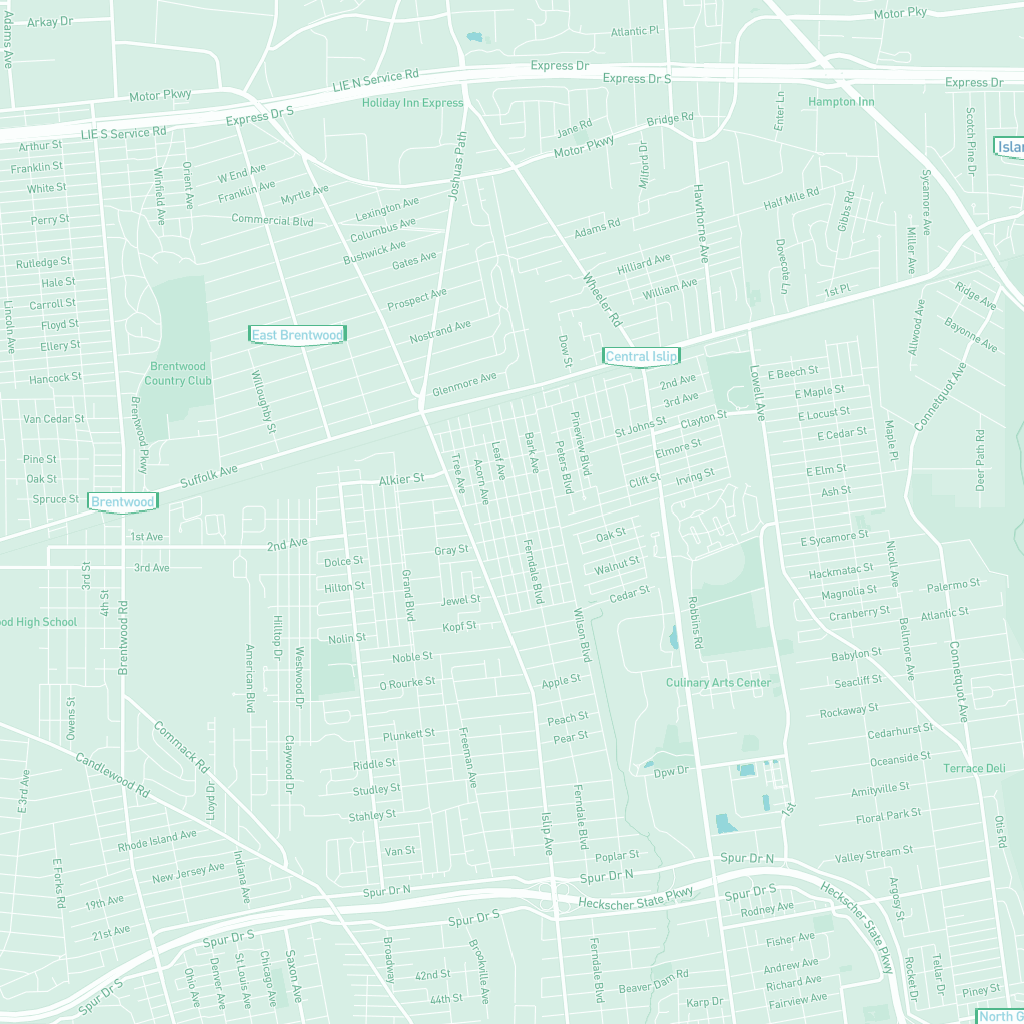 Arkay Dr
Adams Ave
Motor Pky
Atlantic Pl
Express Dr
Express Dr S
Express Dr
LIE N Service Rd
Motor Pkwy
Holiday Inn Express
Hampton Inn
Enter Ln
Express Dr S
LIE S Service Rd
Bridge Rd
Jane Rd
Motor Pkwy
Milford Dr
Scotch Pine Dr
Joshuas Path
Arthur St
Franklin St
White St
Perry St
Winfield Ave
Orient Ave
W End Ave
Franklin Ave
Myrtle Ave
Lexington Ave
Commercial Blvd
Columbus Ave
Bushwick Ave
Gates Ave
Adams Rd
Hawthorne Ave
Half Mile Rd
Gibbs Rd
Sycamore Ave
Miller Ave
Dovecote Ln
Hilliard Ave
William Ave
1st Pl
Wheeler Rd
Ridge Ave
Bayonne Ave
Allwood Ave
Rutledge St
Hale St
Carroll St
Floyd St
Ellery St
Lincoln Ave
Hancock St
Prospect Ave
Nostrand Ave
East Brentwood
Central Islip
Dow St
Brentwood
Country Club
Willoughby St
Glenmore Ave
2nd Ave
3rd Ave
Lowell Ave
E Beech St
E Maple St
E Locust St
E Cedar St
Connetquot Ave
Van Cedar St
Brentwood Pkwy
Pineview Blvd
St Johns St
Clayton St
Elmore St
Maple Pl
Deer Path Rd
Pine St
Oak St
Spruce St
Suffolk Ave
Alkier St
Tree Ave
Acorn Ave
Leaf Ave
Bark Ave
Peters Blvd
Clift St
Irving St
E Elm St
Ash St
Brentwood
1st Ave
2nd Ave
3rd Ave
Gray St
Oak St
Walnut St
Cedar St
E Sycamore St
Nicoll Ave
Hackmatac St
Magnolia St
Cranberry St
Palermo St
Atlantic St
3rd St
4th St
Dolce St
Hilton St
Grand Blvd
Jewel St
Kopf St
Ferndale Blvd
Wilson Blvd
Robbins Rd
Bellmore Ave
ood High School
Brentwood Rd
Hilltop Dr
Nolin St
Noble St
O Rourke St
Apple St
Babylon St
Seacliff St
Rockaway St
Connetquot Ave
American Blvd
Westwood Dr
Owens St
Culinary Arts Center
Peach St
Pear St
Cedarhurst St
Oceanside St
Terrace Deli
Commack Rd
Candlewood Rd
Claywood Dr
Plunkett St
Freeman Ave
Riddle St
Studley St
Stahley St
Dpw Dr
Amityville St
Floral Park St
E 3rd Ave
Lloyd Dr
1st
Islip Ave
Ferndale Blvd
Otis Rd
Rhode Island Ave
New Jersey Ave
Indiana Ave
Van St
Poplar St
Spur Dr N
Valley Stream St
E Forks Rd
19th Ave
21st Ave
Spur Dr N
Spur Dr N
Heckscher State Pkwy
Spur Dr S
Heckscher State Pkwy
Argosy St
Rodney Ave
Spur Dr S
Spur Dr S
Spur Dr S
Fisher Ave
Andrew Ave
Richard Ave
Fairview Ave
Ohio Ave
Denver Ave
St Louis Ave
Chicago Ave
Saxon Ave
Broadway
42nd St
44th St
Brookville Ave
Ferndale Blvd
Beaver Dam Rd
Karp Dr
Rocket Dr
Tellar Dr
Piney St
Islan
North G